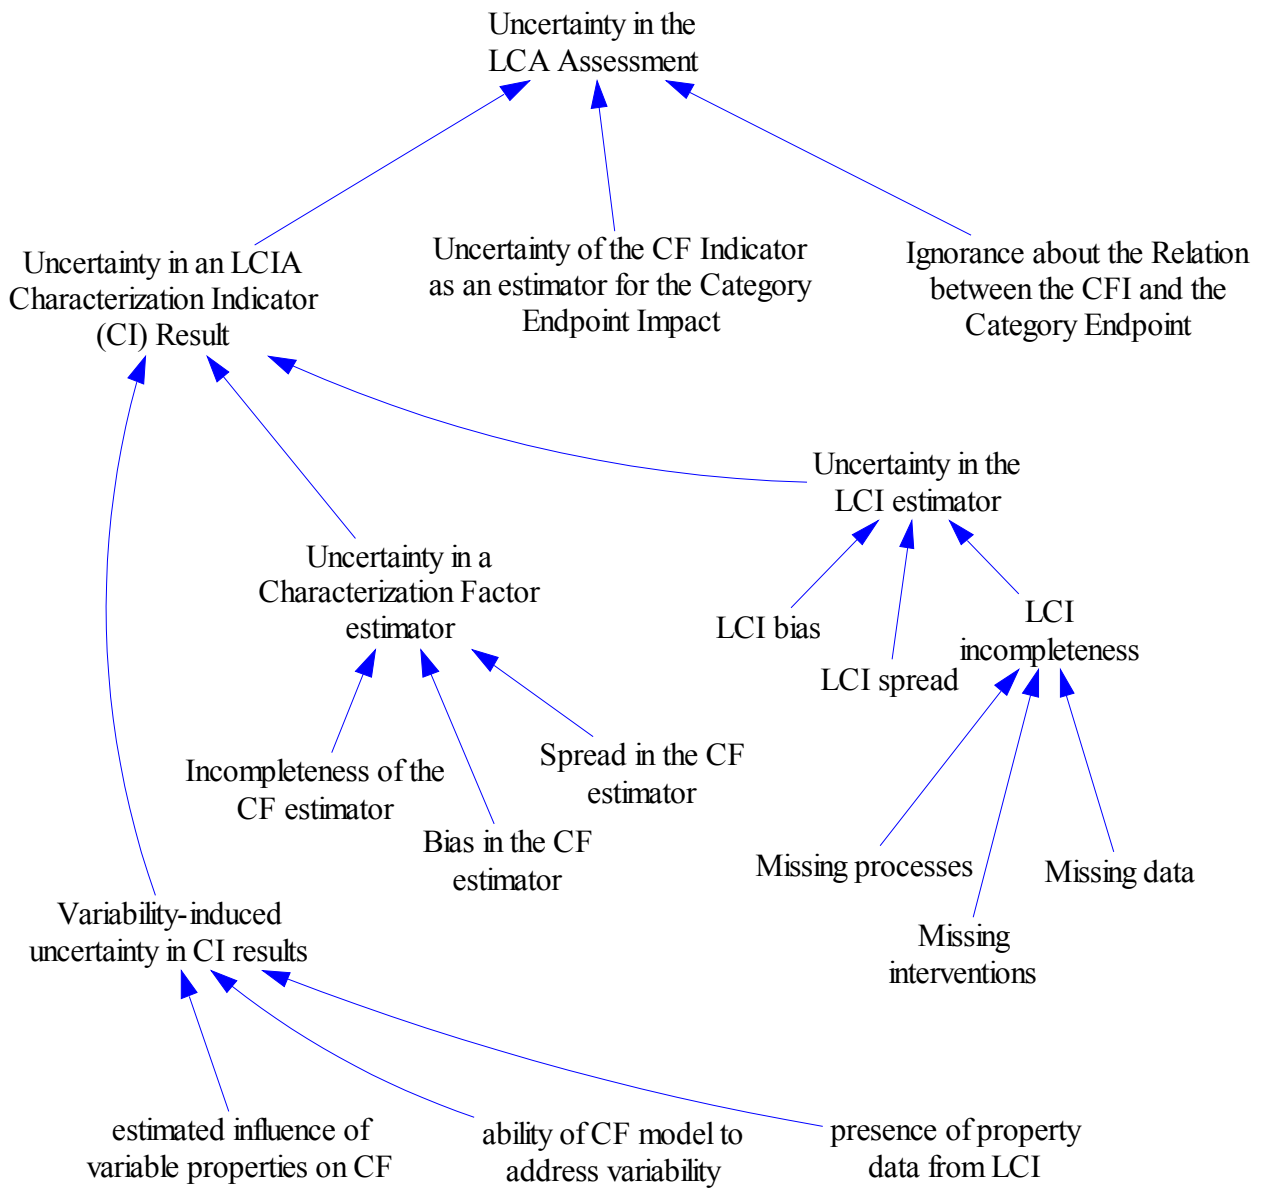 Uncertainty in the
LCA Assessment
Uncertainty in an LCIA
Characterization Indicator
(CI) Result
Uncertainty of the CF Indicator
as an estimator for the Category
Endpoint Impact
Ignorance about the Relation
between the CFI and the
Category Endpoint
Uncertainty in the
LCI estimator
Uncertainty in a
Characterization Factor
estimator
LCI bias
LCI spread
LCI
incompleteness
Incompleteness of the
CF estimator
Bias in the CF
estimator
Spread in the CF
estimator
Missing processes
Missing
interventions
Missing data
Variability-induced
uncertainty in CI results
estimated influence of
variable properties on CF
ability of CF model to
address variability
presence of property
data from LCI